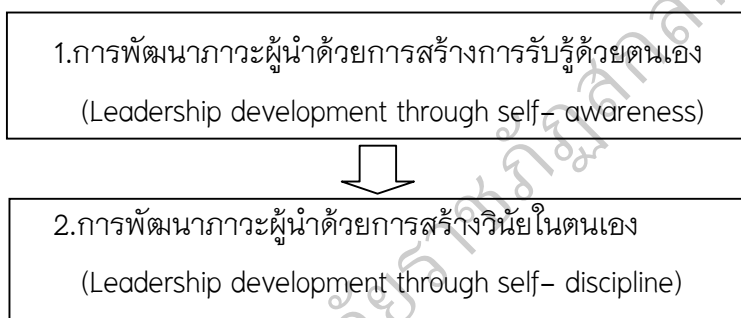 1.การพัฒนาภาวะผู้นำด้วยการสร้างการรับรู้ด้วยตนเอง
(Leadership development through self– awareness)
2.การพัฒนาภาวะผู้นำด้วยการสร้างวินัยในตนเอง
(Leadership development through self– discipline)